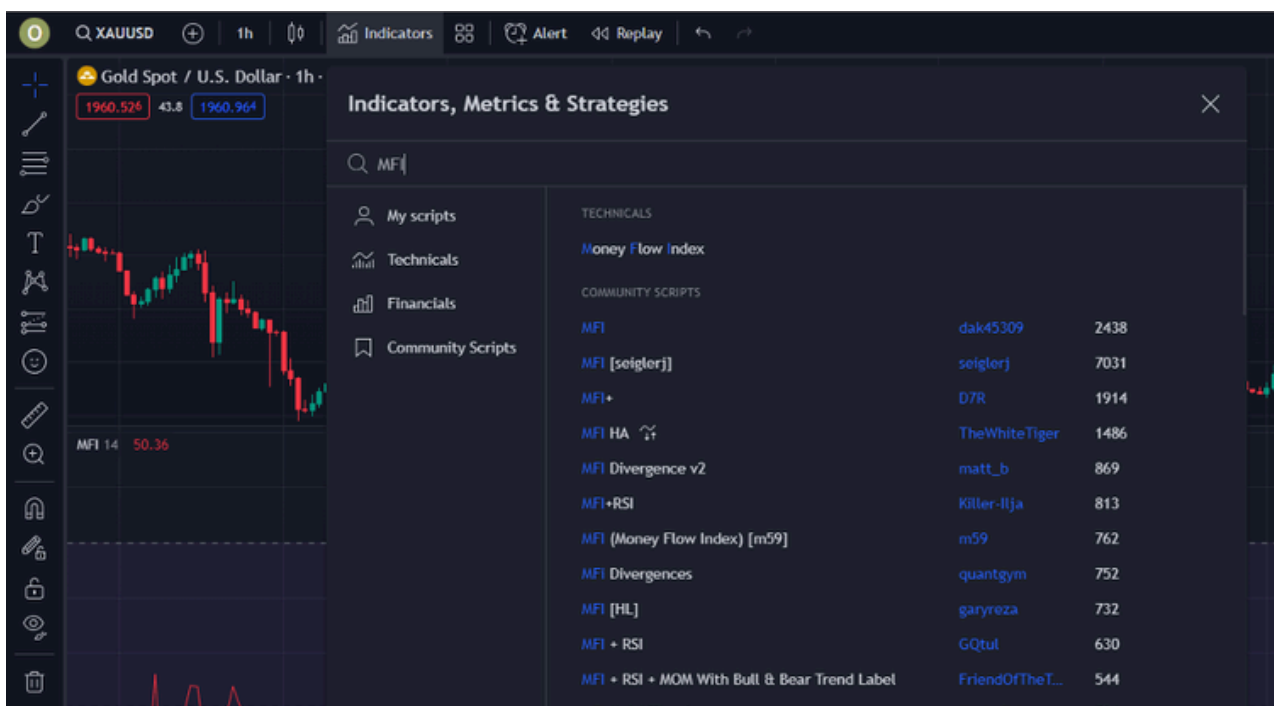 O XAUUSD 1h Indicators Alert Replay
Gold Spot / U.S. Dollar · 1h ·
1960.526 43.8 1960.964
Indicators, Metrics & Strategies
MFI
My scripts
Technicals
Financials
Community Scripts
TECHNICALS
Money Flow Index
COMMUNITY SCRIPTS
MFI dak45309 2438
MFI [seiglerj] seiglerj 7031
MFI+ D7R 1914
MFI HA TheWhiteTiger 1486
MFI Divergence v2 matt_b 869
MFI+RSI Killer-Ilja 813
MFI (Money Flow Index) [m59] m59 762
MFI Divergences quantgym 752
MFI [HL] garyreza 732
MFI + RSI GQtul 630
MFI + RSI + MOM With Bull & Bear Trend Label FriendOfTheT... 544
MFI 14 50.36